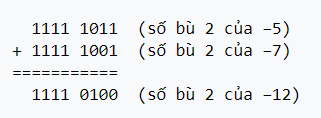 1111 1011 (số bù 2 của –5)
+ 1111 1001 (số bù 2 của –7)
===========
1111 0100 (số bù 2 của –12)